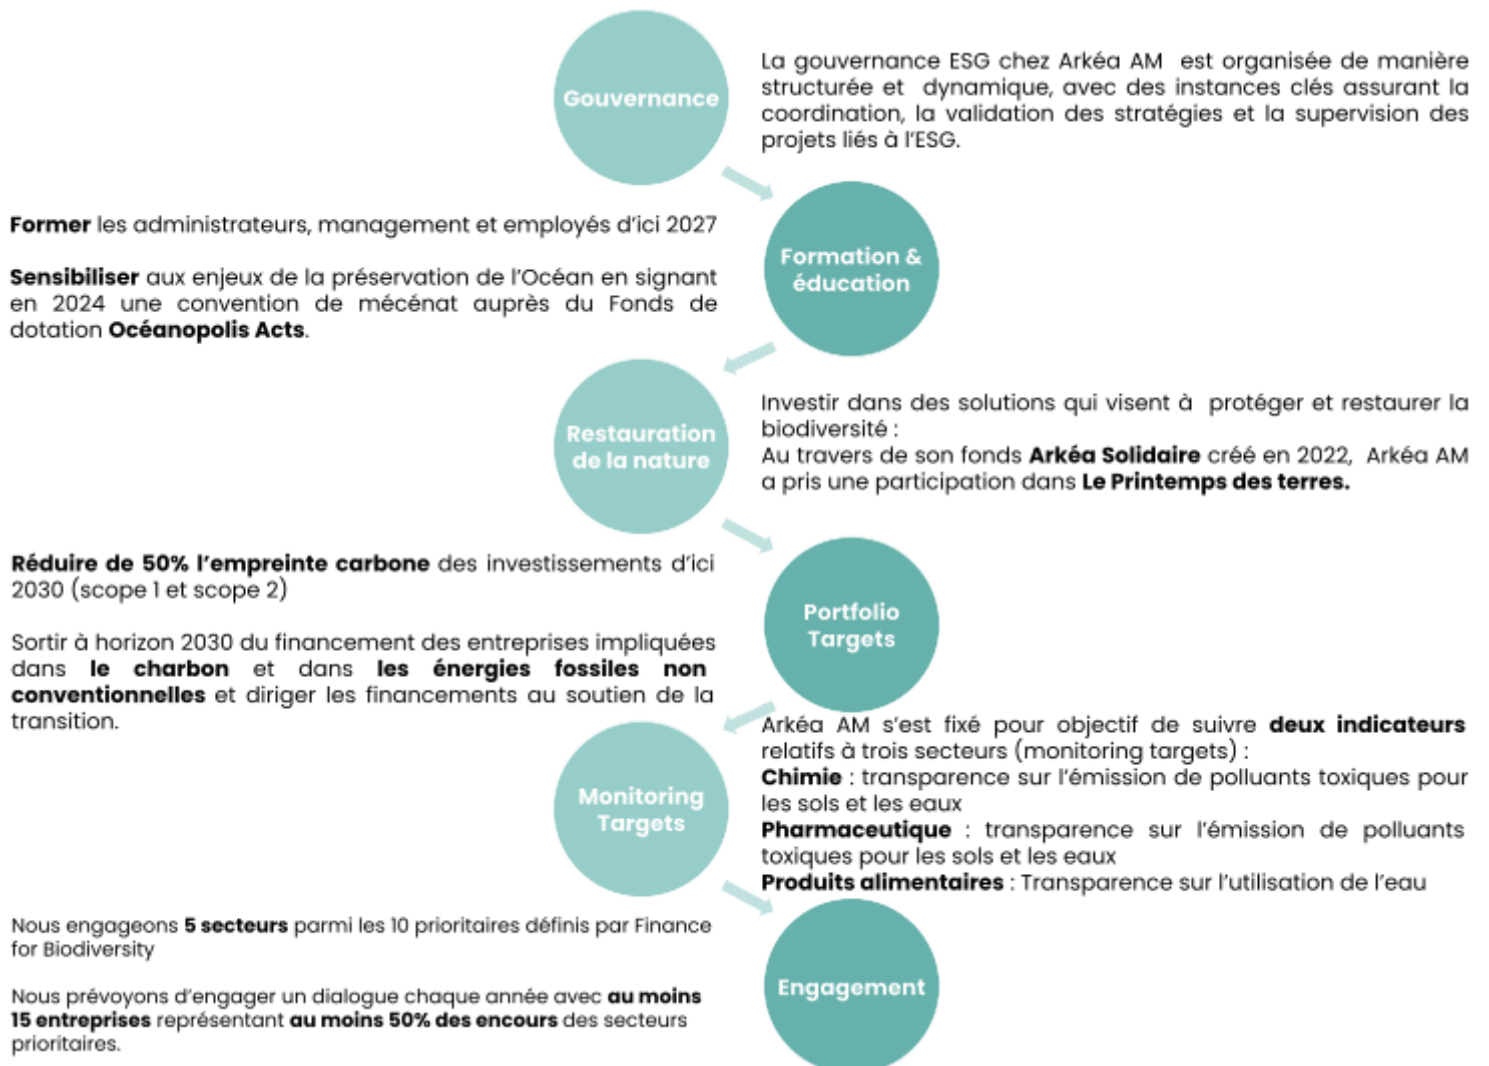 Gouvernance
La gouvernance ESG chez Arkéa AM est organisée de manière
structurée et dynamique, avec des instances clés assurant la
coordination, la validation des stratégies et la supervision des
projets liés à l'ESG.
Former les administrateurs, management et employés d'ici 2027
Sensibiliser aux enjeux de la préservation de l'Océan en signant
en 2024 une convention de mécénat auprès du Fonds de
dotation Océanopolis Acts.
Formation &
éducation
Restauration
de la nature
Investir dans des solutions qui visent à protéger et restaurer la
biodiversité :
Au travers de son fonds Arkéa Solidaire créé en 2022, Arkéa AM
a pris une participation dans Le Printemps des terres.
Réduire de 50% l'empreinte carbone des investissements d'ici
2030 (scope 1 et scope 2)
Sortir à horizon 2030 du financement des entreprises impliquées
dans le charbon et dans les énergies fossiles non
conventionnelles et diriger les financements au soutien de la
transition.
Portfolio
Targets
Monitoring
Targets
Arkéa AM s'est fixé pour objectif de suivre deux indicateurs
relatifs à trois secteurs (monitoring targets) :
Chimie : transparence sur l'émission de polluants toxiques pour
les sols et les eaux
Pharmaceutique : transparence sur l'émission de polluants
toxiques pour les sols et les eaux
Produits alimentaires : Transparence sur l'utilisation de l'eau
Nous engageons 5 secteurs parmi les 10 prioritaires définis par Finance
for Biodiversity
Nous prévoyons d'engager un dialogue chaque année avec au moins
15 entreprises représentant au moins 50% des encours des secteurs
prioritaires.
Engagement